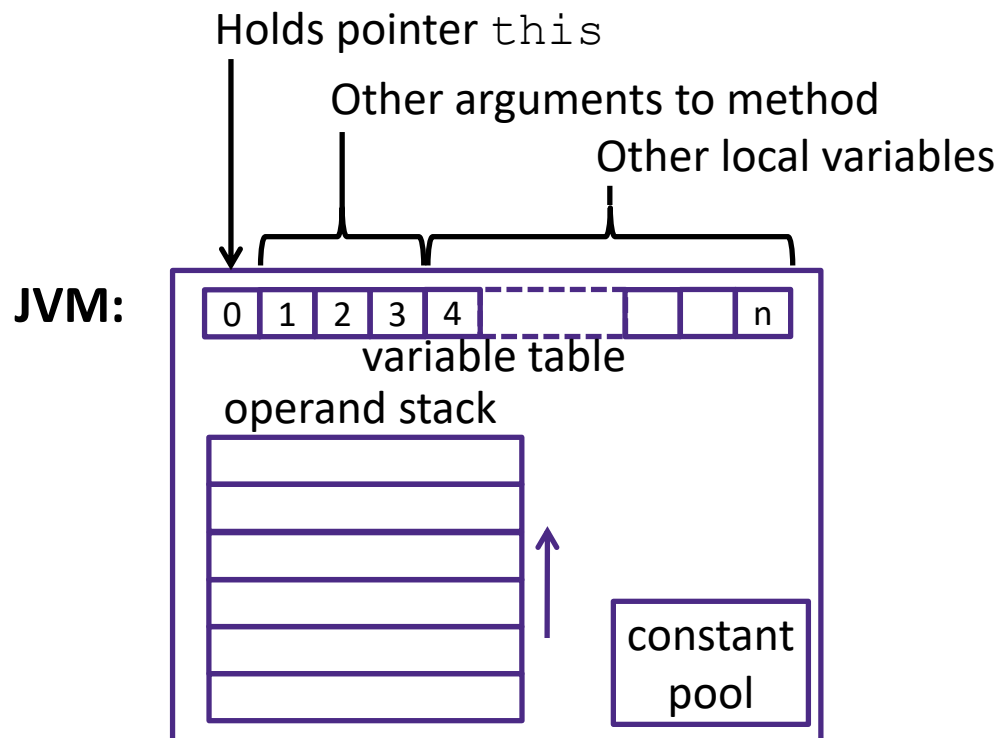 Holds pointer this
Other arguments to method
Other local variables
JVM:
0 1 2 3 4 n
variable table
operand stack
constant
pool